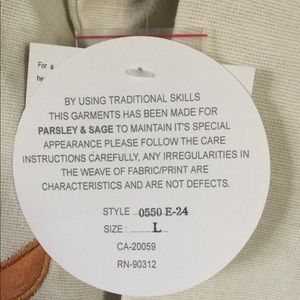 For a
he
BY USING TRADITIONAL SKILLS
THIS GARMENTS HAS BEEN MADE FOR
PARSLEY & SAGE TO MAINTAIN IT'S SPECIAL
APPEARANCE PLEASE FOLLOW THE CARE
INSTRUCTIONS CAREFULLY, ANY IRREGULARITIES IN
THE WEAVE OF FABRIC/PRINT ARE
CHARACTERISTICS AND ARE NOT DEFECTS.
STYLE ..0550 E-24
SIZE : .........L...
CA-20059
RN-90312